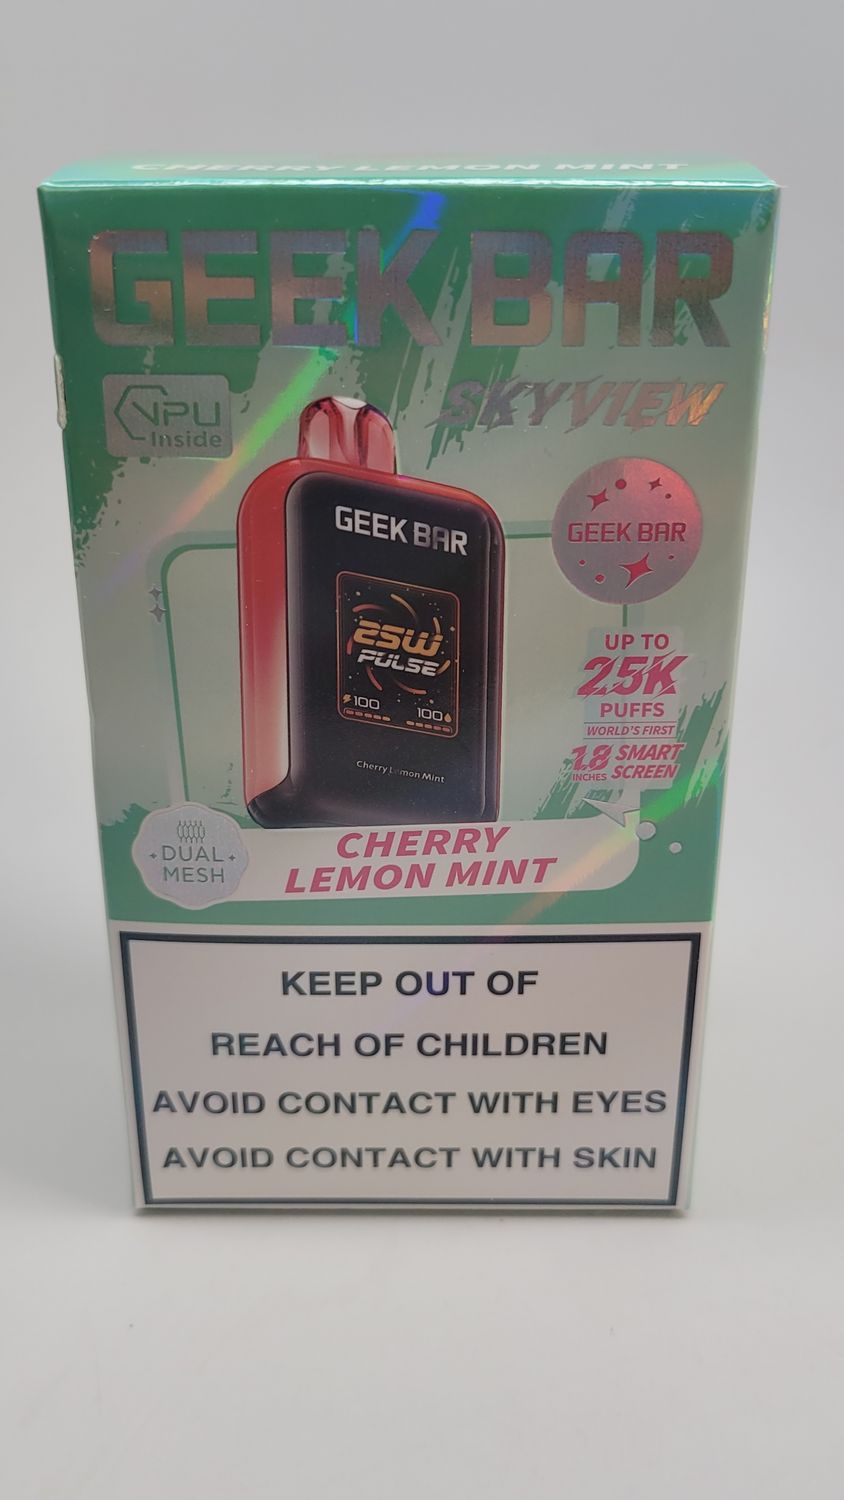 CHERRY LEMON MINT
GEEK BAR
SKYVIEW
VPU
Inside
GEEK BAR
GEEK BAR
25W
PULSE
100
100
Cherry Lemon Mint
UP TO
25K
PUFFS
WORLD'S FIRST
1.8 SMART
INCHES SCREEN
DUAL
MESH
CHERRY
LEMON MINT
KEEP OUT OF
REACH OF CHILDREN
AVOID CONTACT WITH EYES
AVOID CONTACT WITH SKIN